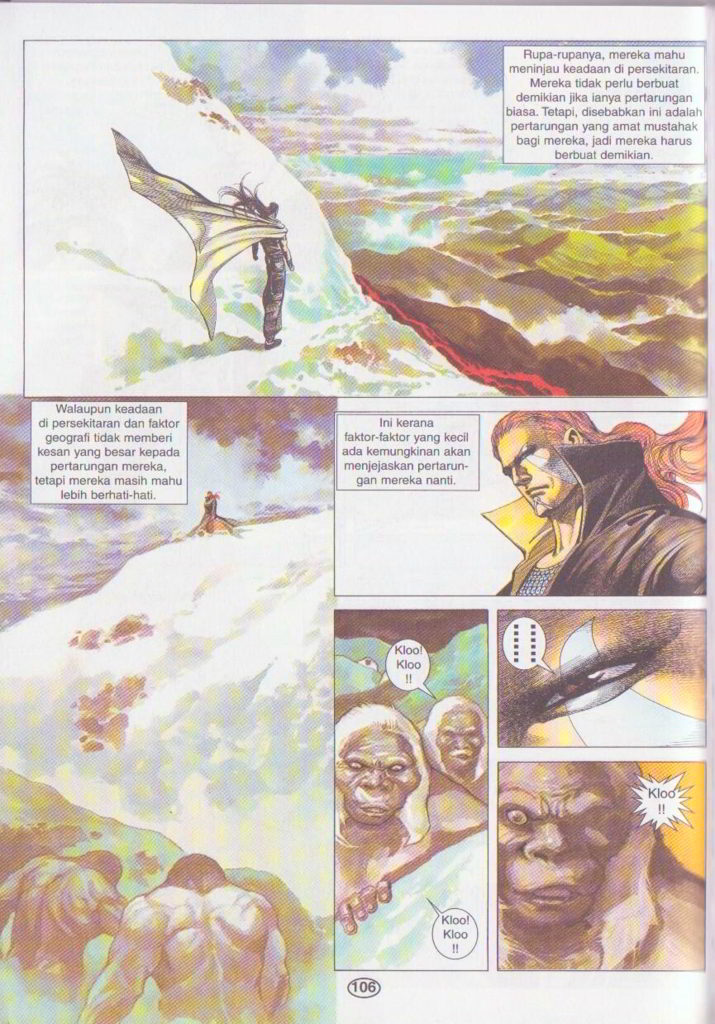 Rupa-rupanya, mereka mahu
meninjau keadaan di persekitaran.
Mereka tidak perlu berbuat
demikian jika ianya pertarungan
biasa. Tetapi, disebabkan ini adalah
pertarungan yang amat mustahak
bagi mereka, jadi mereka harus
berbuat demikian.
Walaupun keadaan
di persekitaran dan faktor
geografi tidak memberi
kesan yang besar kepada
pertarungan mereka,
tetapi mereka masih mahu
lebih berhati-hati.
Ini kerana
faktor-faktor yang kecil
ada kemungkinan akan
menjejaskan pertarun-
gan mereka nanti.
Kloo!
Kloo
!!
Kloo!
Kloo
!!
Kloo
!!
106